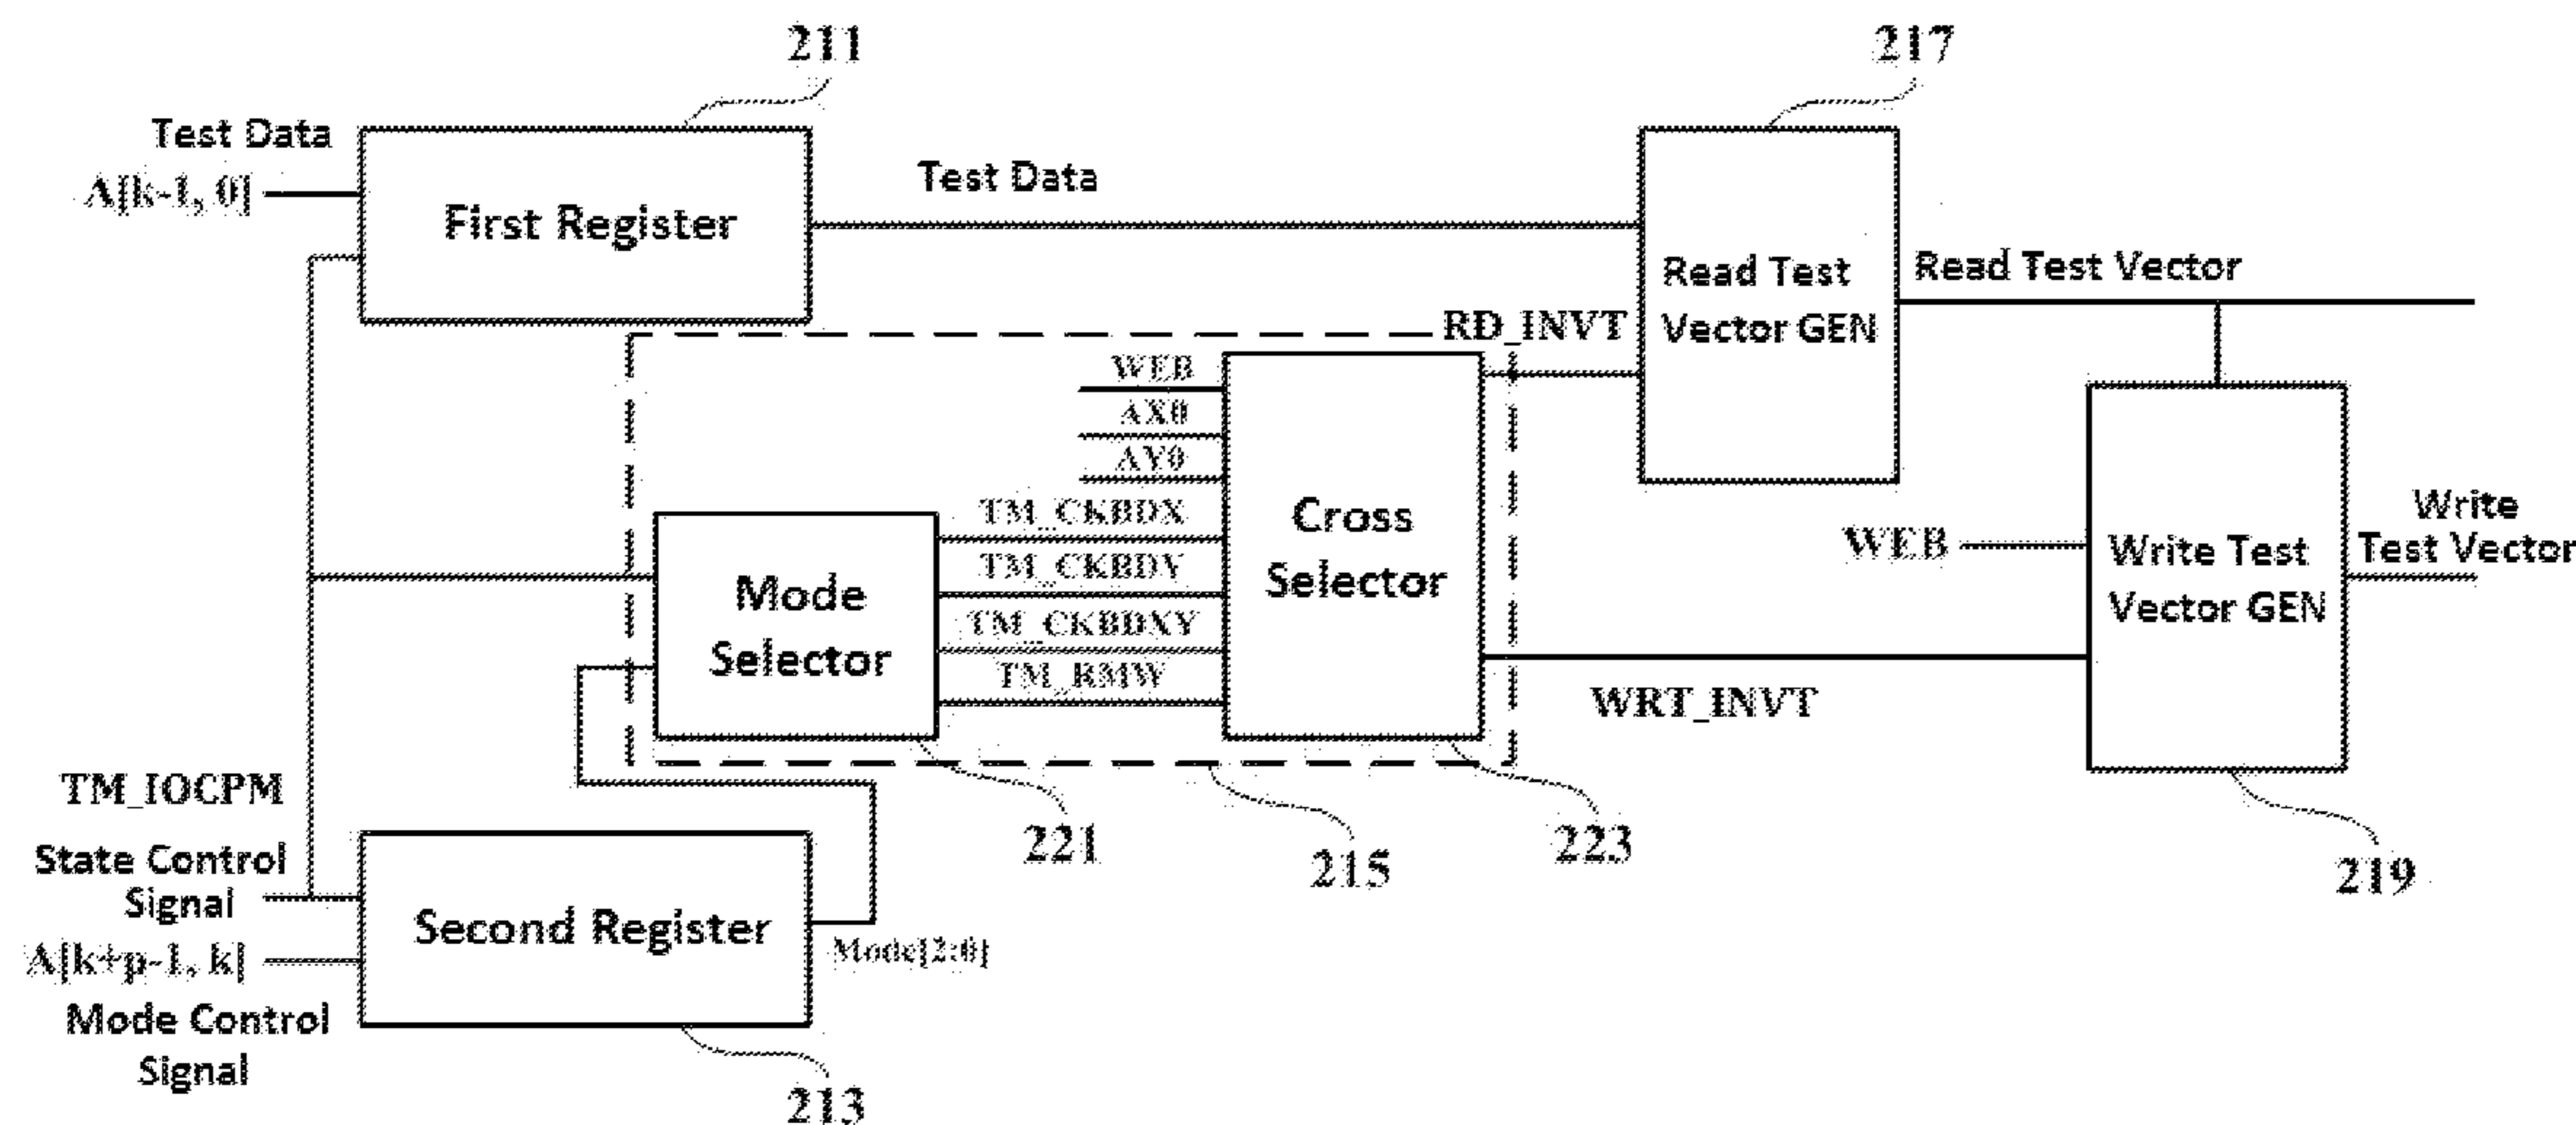 211
217
Test Data
A[k-1, 0]
First Register
Test Data
Read Test
Vector GEN
Read Test Vector
RD_INVT
WEB
AX0
AY0
TM_CKBDX
TM_CKBDY
TM_CKBDXY
TM_RMW
Cross
Selector
Mode
Selector
WEB
Write Test
Vector GEN
Write
Test Vector
WRT_INVT
TM_IOCPM
State Control
Signal
A[k+p-1, k]
Mode Control
Signal
Second Register
Mode[2:0]
221
215
223
219
213